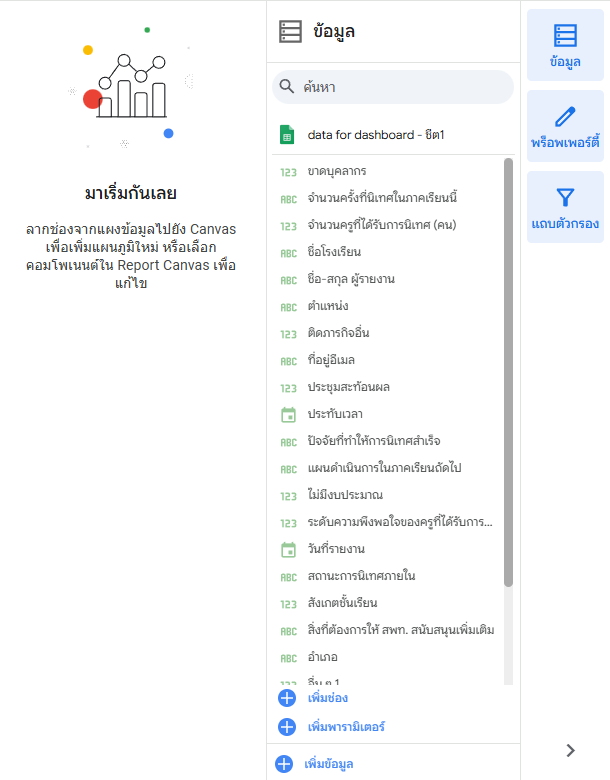 มาเริ่มกันเลย
ลากช่องจากแผงข้อมูลไปยัง Canvas
เพื่อเพิ่มแผนภูมิใหม่ หรือเลือก
คอมโพเนนต์ใน Report Canvas เพื่อ
แก้ไข
ข้อมูล
ค้นหา
data for dashboard - ชีต1
123 ขาดบุคลากร
ABC จำนวนครั้งที่นิเทศในภาคเรียนนี้
123 จำนวนครูที่ได้รับการนิเทศ (คน)
ABC ชื่อโรงเรียน
ABC ชื่อ-สกุล ผู้รายงาน
ABC ตำแหน่ง
123 ติดภารกิจอื่น
ABC ที่อยู่อีเมล
123 ประชุมสะท้อนผล
ประทับเวลา
ABC ปัจจัยที่ทำให้การนิเทศสำเร็จ
ABC แผนดำเนินการในภาคเรียนถัดไป
123 ไม่มีงบประมาณ
123 ระดับความพึงพอใจของครูที่ได้รับการ...
วันที่รายงาน
ABC สถานะการนิเทศภายใน
123 สังเกตชั้นเรียน
ABC สิ่งที่ต้องการให้ สพท. สนับสนุนเพิ่มเติม
ABC อำเภอ
123 อื่น ๆ 1
เพิ่มช่อง
เพิ่มพารามิเตอร์
เพิ่มข้อมูล
ข้อมูล
พร็อพเพอร์ตี้
แถบตัวกรอง